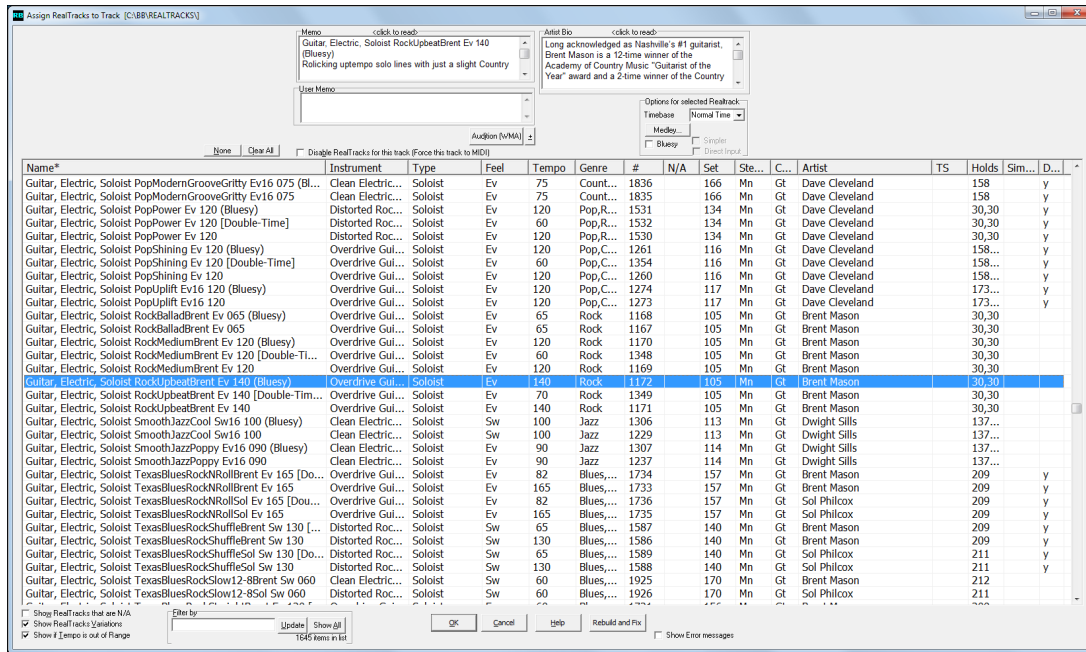 RB Assign RealTracks to Track [C:\BB\REALTRACKS\]
Memo <click to read>
Guitar, Electric, Soloist RockUpbeatBrent Ev 140
(Bluesy)
Rolicking uptempo solo lines with just a slight Country
Artist Bio <click to read>
Long acknowledged as Nashville's #1 guitarist,
Brent Mason is a 12-time winner of the
Academy of Country Music "Guitarist of the
Year" award and a 2-time winner of the Country
User Memo
Options for selected Realtrack
Timebase Normal Time
Medley...
Bluesy Simpler
Direct Input
Audition (WMA) ±
None Clear All Disable RealTracks for this track (Force this track to MIDI)
Name* Instrument Type Feel Tempo Genre # N/A Set Ste... C... Artist TS Holds Sim... D...
Guitar, Electric, Soloist PopModernGrooveGritty Ev16 075 (Bl... Clean Electric... Soloist Ev 75 Count... 1836 166 Mn Gt Dave Cleveland 158 y
Guitar, Electric, Soloist PopModernGrooveGritty Ev16 075 Clean Electric... Soloist Ev 75 Count... 1835 166 Mn Gt Dave Cleveland 158 y
Guitar, Electric, Soloist PopPower Ev 120 (Bluesy) Distorted Roc... Soloist Ev 120 Pop,R... 1531 134 Mn Gt Dave Cleveland 30,30 y
Guitar, Electric, Soloist PopPower Ev 120 [Double-Time] Distorted Roc... Soloist Ev 60 Pop,R... 1532 134 Mn Gt Dave Cleveland 30,30 y
Guitar, Electric, Soloist PopPower Ev 120 Distorted Roc... Soloist Ev 120 Pop,R... 1530 134 Mn Gt Dave Cleveland 30,30 y
Guitar, Electric, Soloist PopShining Ev 120 (Bluesy) Overdrive Gui... Soloist Ev 120 Pop,C... 1261 116 Mn Gt Dave Cleveland 158... y
Guitar, Electric, Soloist PopShining Ev 120 [Double-Time] Overdrive Gui... Soloist Ev 60 Pop,C... 1354 116 Mn Gt Dave Cleveland 158... y
Guitar, Electric, Soloist PopShining Ev 120 Overdrive Gui... Soloist Ev 120 Pop,C... 1260 116 Mn Gt Dave Cleveland 158... y
Guitar, Electric, Soloist PopUplift Ev16 120 (Bluesy) Overdrive Gui... Soloist Ev 120 Pop,C... 1274 117 Mn Gt Dave Cleveland 173... y
Guitar, Electric, Soloist PopUplift Ev16 120 Overdrive Gui... Soloist Ev 120 Pop,C... 1273 117 Mn Gt Dave Cleveland 173... y
Guitar, Electric, Soloist RockBalladBrent Ev 065 (Bluesy) Overdrive Gui... Soloist Ev 65 Rock 1168 105 Mn Gt Brent Mason 30,30
Guitar, Electric, Soloist RockBalladBrent Ev 065 Overdrive Gui... Soloist Ev 65 Rock 1167 105 Mn Gt Brent Mason 30,30
Guitar, Electric, Soloist RockMediumBrent Ev 120 (Bluesy) Overdrive Gui... Soloist Ev 120 Rock 1170 105 Mn Gt Brent Mason 30,30
Guitar, Electric, Soloist RockMediumBrent Ev 120 [Double-Ti... Overdrive Gui... Soloist Ev 60 Rock 1348 105 Mn Gt Brent Mason 30,30
Guitar, Electric, Soloist RockMediumBrent Ev 120 Overdrive Gui... Soloist Ev 120 Rock 1169 105 Mn Gt Brent Mason 30,30
Guitar, Electric, Soloist RockUpbeatBrent Ev 140 (Bluesy) Overdrive Gui... Soloist Ev 140 Rock 1172 105 Mn Gt Brent Mason 30,30
Guitar, Electric, Soloist RockUpbeatBrent Ev 140 [Double-Tim... Overdrive Gui... Soloist Ev 70 Rock 1349 105 Mn Gt Brent Mason 30,30
Guitar, Electric, Soloist RockUpbeatBrent Ev 140 Overdrive Gui... Soloist Ev 140 Rock 1171 105 Mn Gt Brent Mason 30,30
Guitar, Electric, Soloist SmoothJazzCool Sw16 100 (Bluesy) Clean Electric... Soloist Sw 100 Jazz 1306 113 Mn Gt Dwight Sills 137...
Guitar, Electric, Soloist SmoothJazzCool Sw16 100 Clean Electric... Soloist Sw 100 Jazz 1229 113 Mn Gt Dwight Sills 137...
Guitar, Electric, Soloist SmoothJazzPoppy Ev16 090 (Bluesy) Clean Electric... Soloist Ev 90 Jazz 1307 114 Mn Gt Dwight Sills 137...
Guitar, Electric, Soloist SmoothJazzPoppy Ev16 090 Clean Electric... Soloist Ev 90 Jazz 1237 114 Mn Gt Dwight Sills 137...
Guitar, Electric, Soloist TexasBluesRockNRollBrent Ev 165 [Do... Overdrive Gui... Soloist Ev 82 Blues,... 1734 157 Mn Gt Brent Mason 209 y
Guitar, Electric, Soloist TexasBluesRockNRollBrent Ev 165 Overdrive Gui... Soloist Ev 165 Blues,... 1733 157 Mn Gt Brent Mason 209 y
Guitar, Electric, Soloist TexasBluesRockNRollSol Ev 165 [Dou... Overdrive Gui... Soloist Ev 82 Blues,... 1736 157 Mn Gt Sol Philcox 209 y
Guitar, Electric, Soloist TexasBluesRockNRollSol Ev 165 Overdrive Gui... Soloist Ev 165 Blues,... 1735 157 Mn Gt Sol Philcox 209 y
Guitar, Electric, Soloist TexasBluesRockShuffleBrent Sw 130 [... Distorted Roc... Soloist Sw 65 Blues,... 1587 140 Mn Gt Brent Mason 209 y
Guitar, Electric, Soloist TexasBluesRockShuffleBrent Sw 130 Distorted Roc... Soloist Sw 130 Blues,... 1586 140 Mn Gt Brent Mason 209 y
Guitar, Electric, Soloist TexasBluesRockShuffleSol Sw 130 [Do... Distorted Roc... Soloist Sw 65 Blues,... 1589 140 Mn Gt Sol Philcox 211 y
Guitar, Electric, Soloist TexasBluesRockShuffleSol Sw 130 Distorted Roc... Soloist Sw 130 Blues,... 1588 140 Mn Gt Sol Philcox 211 y
Guitar, Electric, Soloist TexasBluesRockSlow12-8Brent Sw 060 Clean Electric... Soloist Sw 60 Blues,... 1925 170 Mn Gt Brent Mason 212
Guitar, Electric, Soloist TexasBluesRockSlow12-8Sol Sw 060 Clean Electric... Soloist Sw 60 Blues,... 1926 170 Mn Gt Sol Philcox 211
Show RealTracks that are N/A
Show RealTracks Variations
Show if Tempo is out of Range
Filter by
Update Show All
1645 items in list
OK Cancel Help Rebuild and Fix
Show Error messages